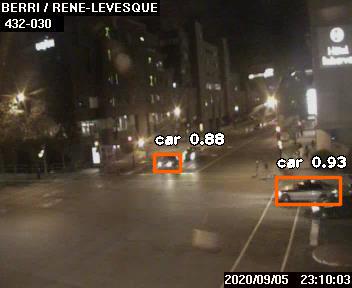 BERRI / RENE-LEVESQUE
432-030
car 0.88
car 0.93
2020/09/05 23:10:03